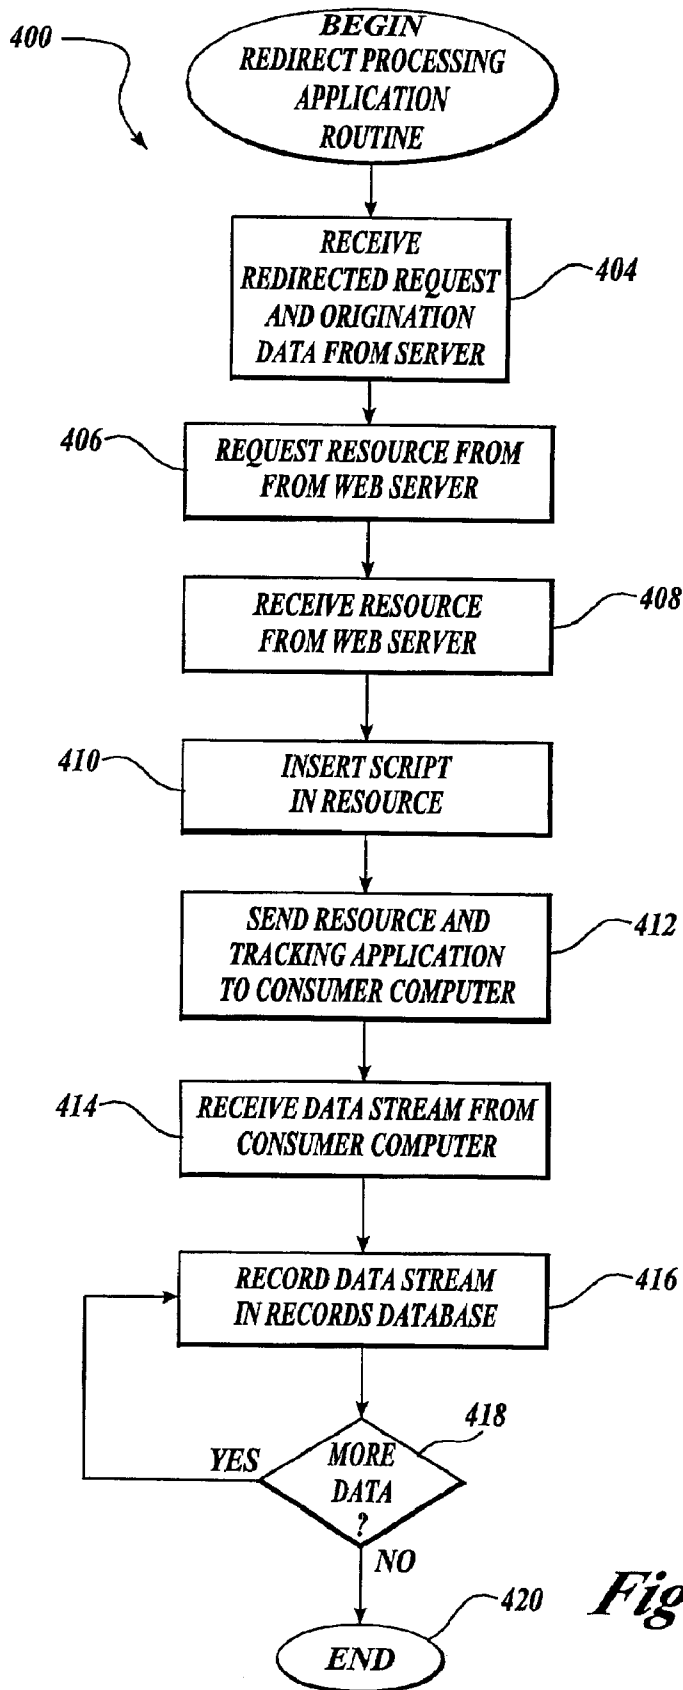 400
BEGIN
REDIRECT PROCESSING
APPLICATION
ROUTINE
RECEIVE
REDIRECTED REQUEST
AND ORIGINATION
DATA FROM SERVER
404
406
REQUEST RESOURCE FROM
FROM WEB SERVER
RECEIVE RESOURCE
FROM WEB SERVER
408
410
INSERT SCRIPT
IN RESOURCE
SEND RESOURCE AND
TRACKING APPLICATION
TO CONSUMER COMPUTER
412
414
RECEIVE DATA STREAM FROM
CONSUMER COMPUTER
RECORD DATA STREAM
IN RECORDS DATABASE
416
418
YES
MORE
DATA
?
NO
420
END
Fig